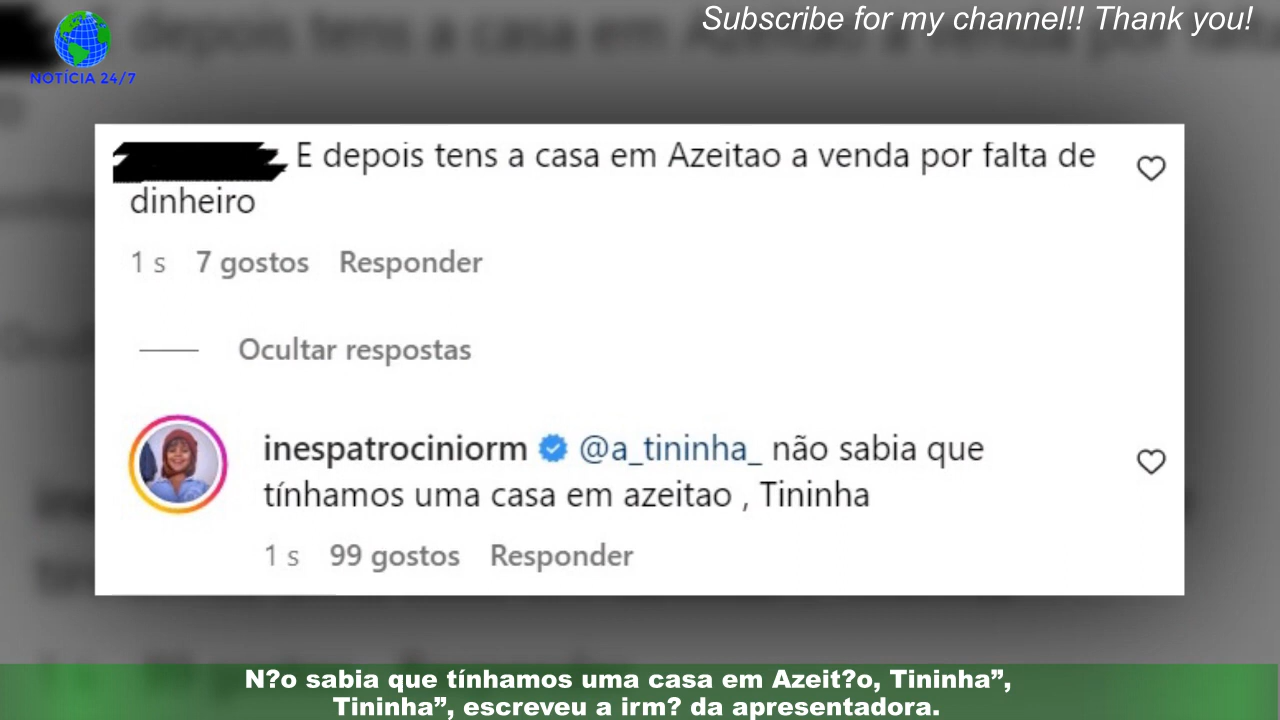 Subscribe for my channel!! Thank you!
NOTÍCIA 24/7
E depois tens a casa em Azeitao a venda por falta de
dinheiro
1 s 7 gostos Responder
Ocultar respostas
inespatrociniorm @a_tininha_ não sabia que
tínhamos uma casa em azeitao , Tininha
1 s 99 gostos Responder
N?o sabia que tínhamos uma casa em Azeit?o, Tininha”,
Tininha”, escreveu a irm? da apresentadora.